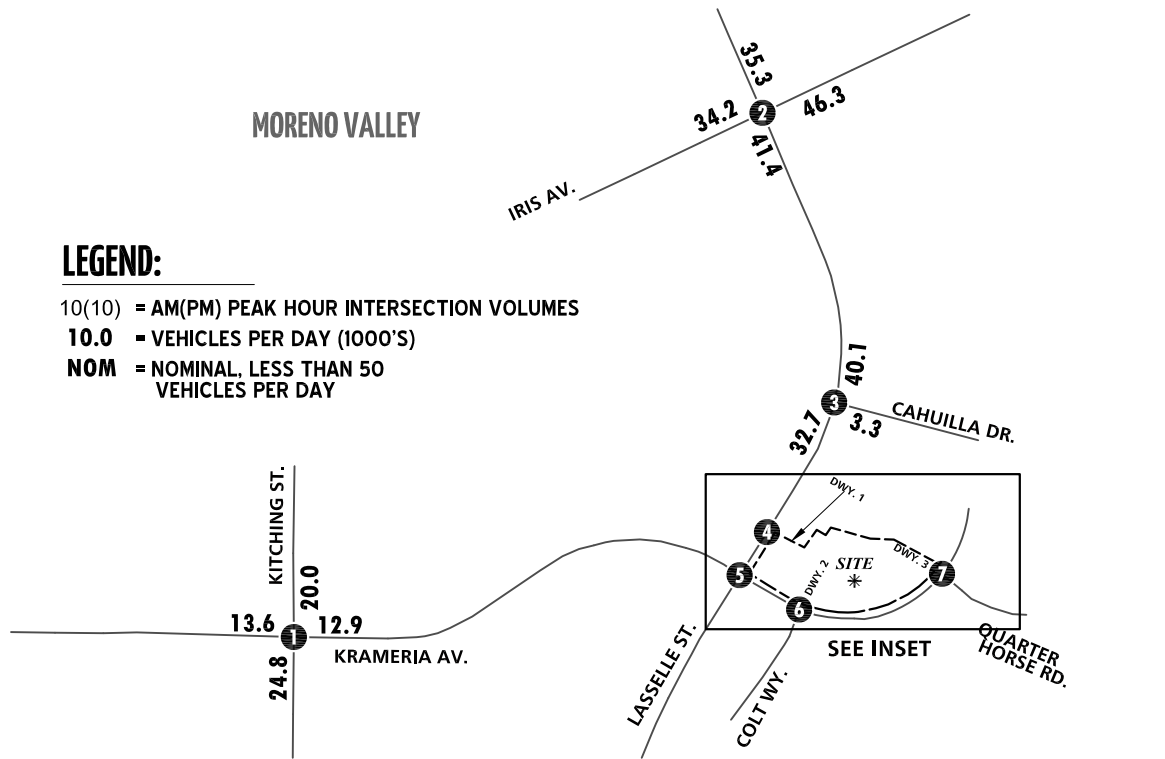 35.3
34.2
2
46.3
41.4
MORENO VALLEY
IRIS AV.
LEGEND:
10(10) = AM(PM) PEAK HOUR INTERSECTION VOLUMES
10.0 = VEHICLES PER DAY (1000'S)
NOM = NOMINAL, LESS THAN 50
VEHICLES PER DAY
40.1
3
CAHUILLA DR.
3.3
32.7
KITCHING ST.
20.0
13.6
1
12.9
KRAMERIA AV.
24.8
DWY. 1
4
DWY. 3
SITE
5
DWY. 2
7
6
SEE INSET
QUARTER
HORSE RD.
LASSELLE ST.
COLT WY.